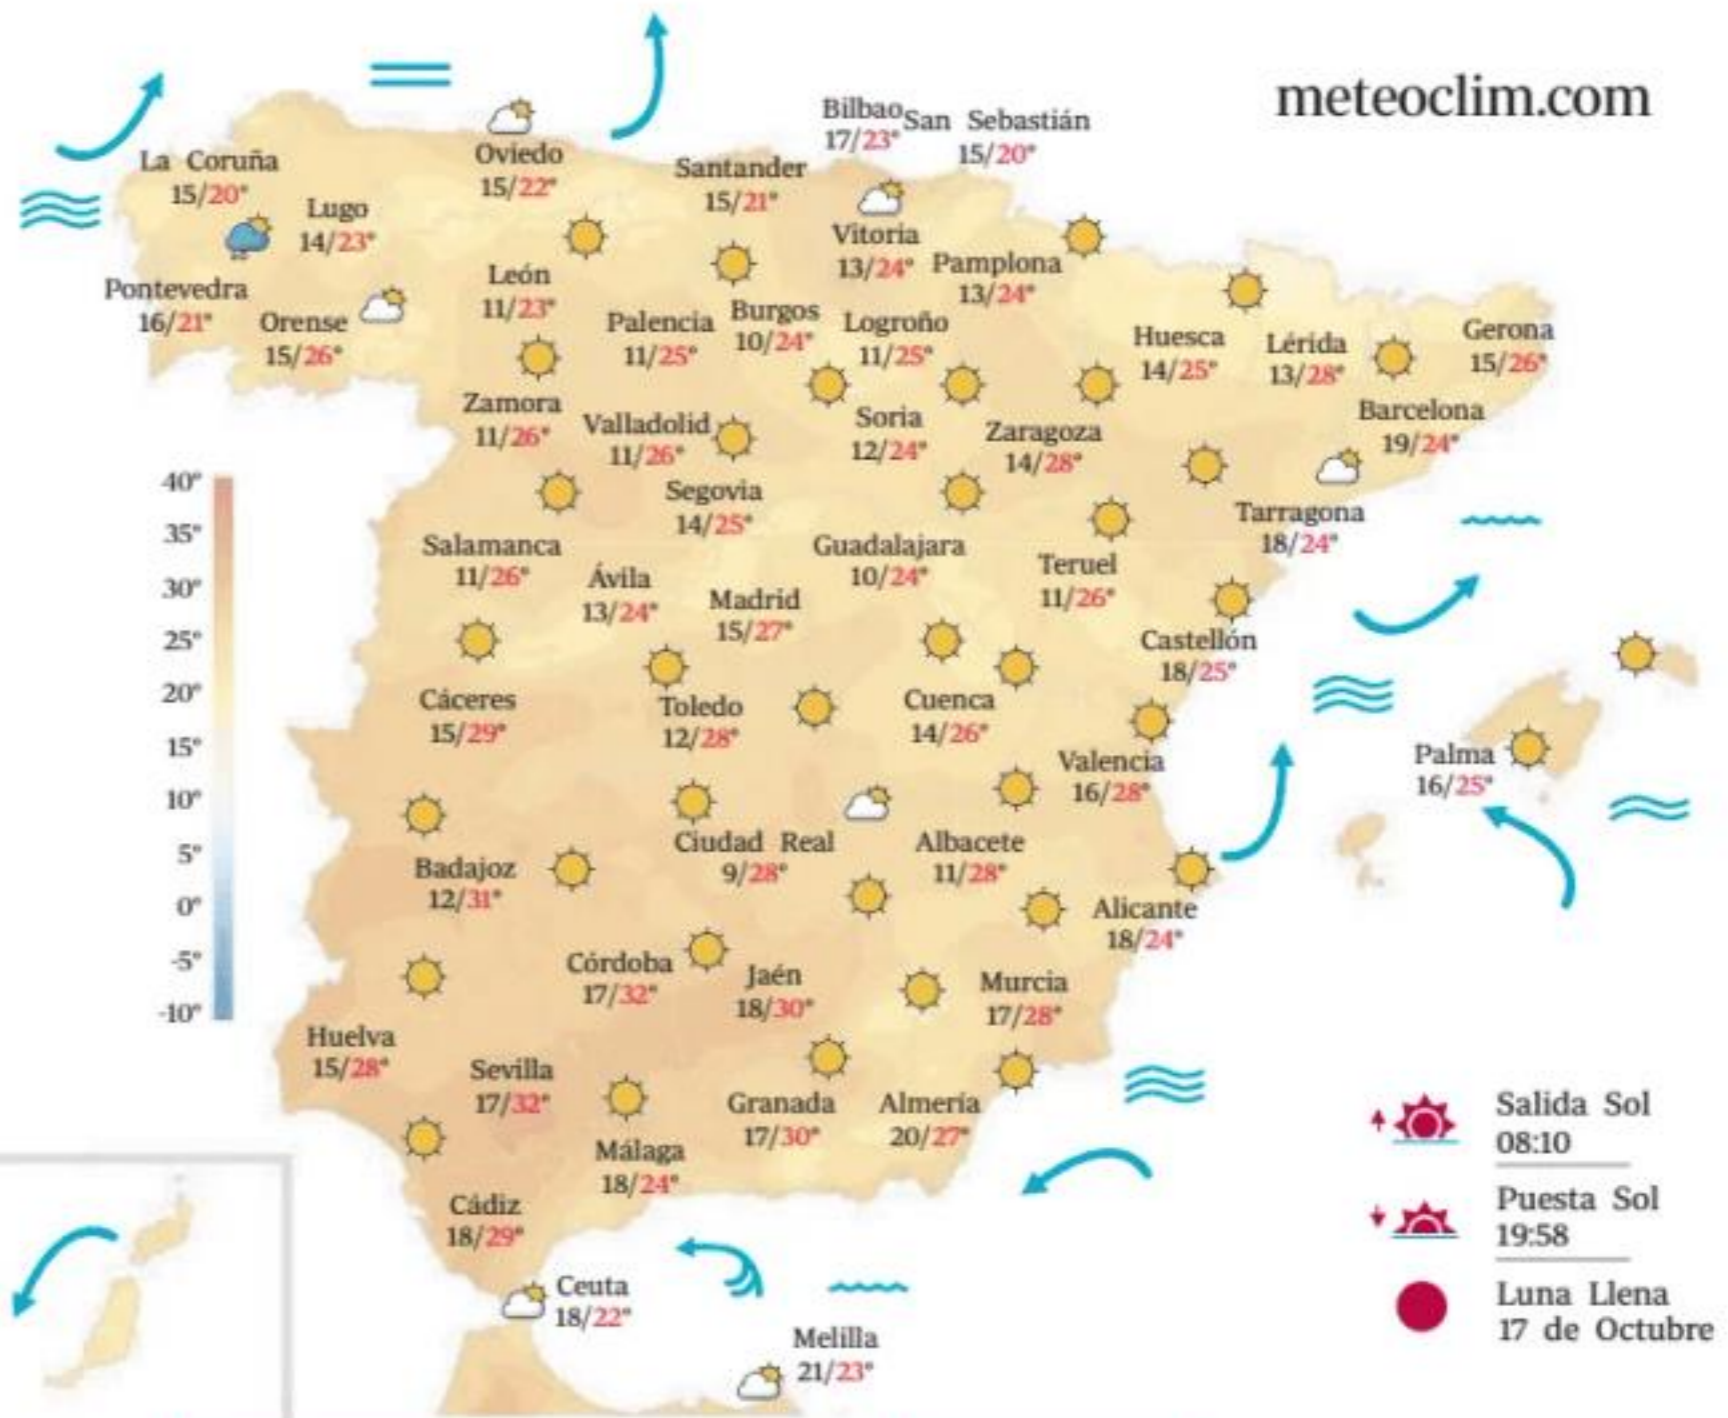 meteoclim.com
Bilbao
17/23°
San Sebastián
15/20°
La Coruña
15/20°
Oviedo
15/22°
Santander
15/21°
Lugo
14/23°
Vitoria
13/24°
Pamplona
13/24°
León
11/23°
Pontevedra
16/21°
Orense
15/26°
Palencia
11/25°
Burgos
10/24°
Logroño
11/25°
Huesca
14/25°
Lérida
13/28°
Gerona
15/26°
Zamora
11/26°
Valladolid
11/26°
Soria
12/24°
Zaragoza
14/28°
Barcelona
19/24°
Segovia
14/25°
Tarragona
18/24°
Salamanca
11/26°
Ávila
13/24°
Madrid
15/27°
Guadalajara
10/24°
Teruel
11/26°
Castellón
18/25°
Cáceres
15/29°
Toledo
12/28°
Cuenca
14/26°
Valencia
16/28°
Palma
16/25°
Ciudad Real
9/28°
Albacete
11/28°
Badajoz
12/31°
Alicante
18/24°
Córdoba
17/32°
Jaén
18/30°
Murcia
17/28°
Huelva
15/28°
Sevilla
17/32°
Granada
17/30°
Almería
20/27°
Málaga
18/24°
Cádiz
18/29°
Ceuta
18/22°
Melilla
21/23°
40°
35°
30°
25°
20°
15°
10°
5°
0°
-5°
-10°
Salida Sol
08:10
Puesta Sol
19:58
Luna Llena
17 de Octubre